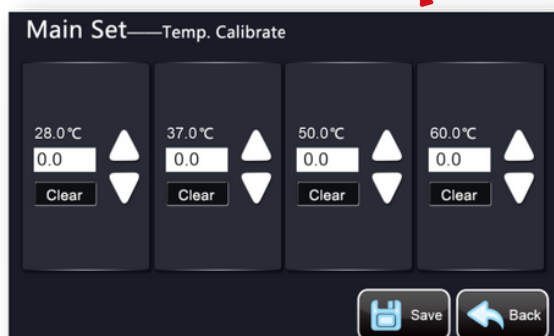 Main Set——Temp. Calibrate
28.0℃ 37.0℃ 50.0℃ 60.0℃
0.0 0.0 0.0 0.0
Clear Clear Clear Clear
Save Back